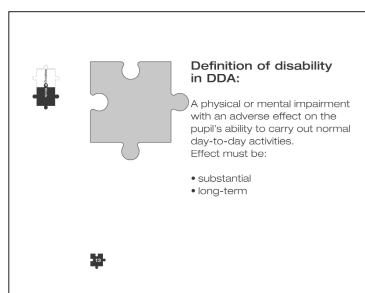 Definition of disability
in DDA:
A physical or mental impairment
with an adverse effect on the
pupil's ability to carry out normal
day-to-day activities.
Effect must be:
• substantial
• long-term